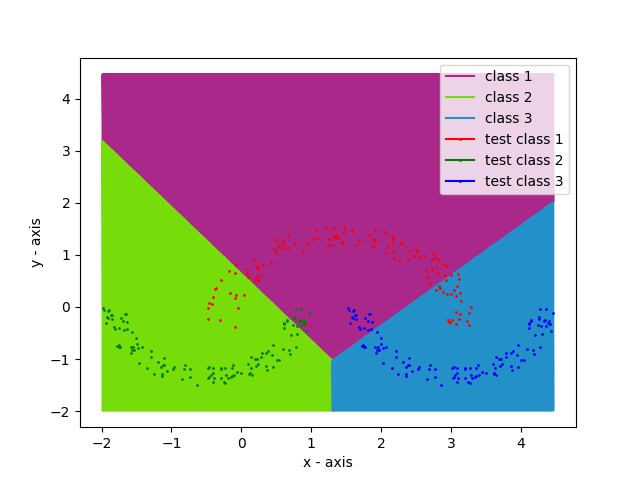 class 1
class 2
class 3
test class 1
test class 2
test class 3
4
3
2
1
0
−1
−2
y - axis
−2 −1 0 1 2 3 4
x - axis